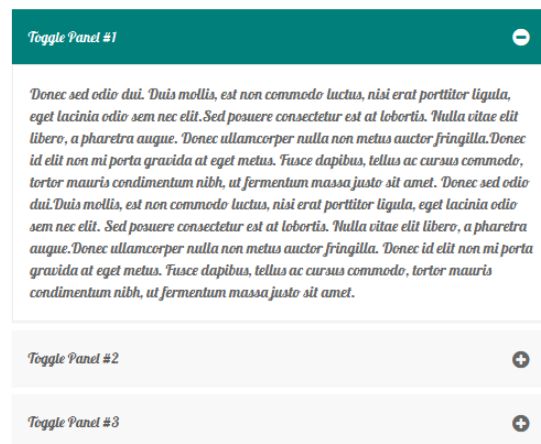 Toggle Panel #1
Donec sed odio dui. Duis mollis, est non commodo luctus, nisi erat porttitor ligula,
eget lacinia odio sem nec elit.Sed posuere consectetur est at lobortis. Nulla vitae elit
libero, a pharetra augue. Donec ullamcorper nulla non metus auctor fringilla.Donec
id elit non mi porta gravida at eget metus. Fusce dapibus, tellus ac cursus commodo,
tortor mauris condimentum nibh, ut fermentum massa justo sit amet. Donec sed odio
dui.Duis mollis, est non commodo luctus, nisi erat porttitor ligula, eget lacinia odio
sem nec elit. Sed posuere consectetur est at lobortis. Nulla vitae elit libero, a pharetra
augue.Donec ullamcorper nulla non metus auctor fringilla. Donec id elit non mi porta
gravida at eget metus. Fusce dapibus, tellus ac cursus commodo, tortor mauris
condimentum nibh, ut fermentum massa justo sit amet.
Toggle Panel #2
Toggle Panel #3